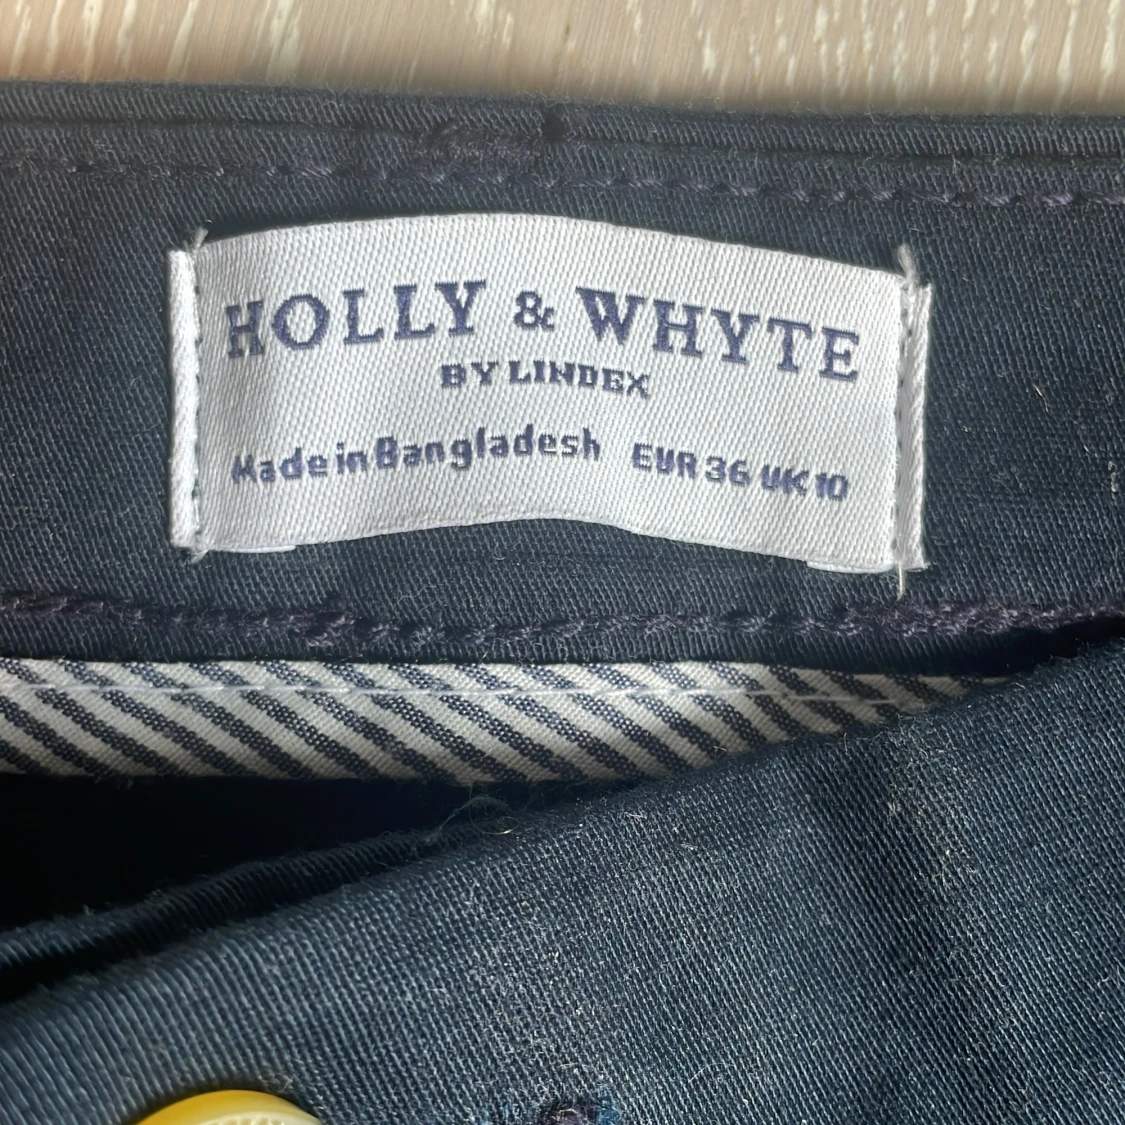 HOLLY & WHYTE
BY LINDEX
Made in Bangladesh EUR 36 UK 10